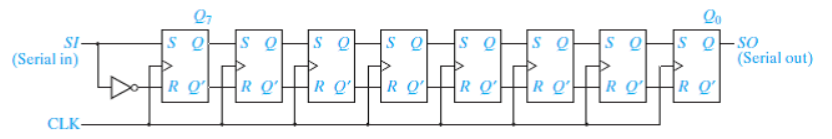 Q7 Q0
SI S Q S Q S Q S Q S Q S Q S Q S Q SO
(Serial in) (Serial out)
R Q' R Q' R Q' R Q' R Q' R Q' R Q' R Q'
CLK